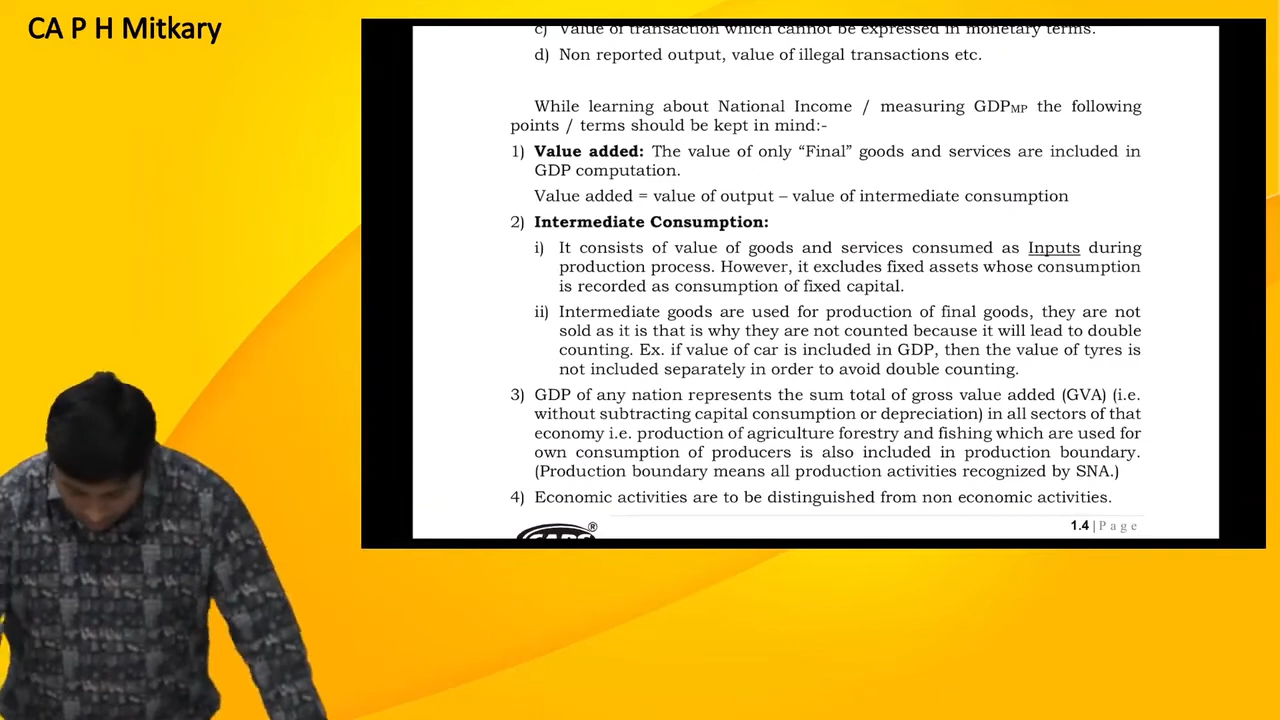 CA P H Mitkary
c) Value of transaction which cannot be expressed in monetary terms.
d) Non reported output, value of illegal transactions etc.
While learning about National Income / measuring GDPMP the following
points / terms should be kept in mind:-
1) Value added: The value of only “Final” goods and services are included in
GDP computation.
Value added = value of output – value of intermediate consumption
2) Intermediate Consumption:
i) It consists of value of goods and services consumed as Inputs during
production process. However, it excludes fixed assets whose consumption
is recorded as consumption of fixed capital.
ii) Intermediate goods are used for production of final goods, they are not
sold as it is that is why they are not counted because it will lead to double
counting. Ex. if value of car is included in GDP, then the value of tyres is
not included separately in order to avoid double counting.
3) GDP of any nation represents the sum total of gross value added (GVA) (i.e.
without subtracting capital consumption or depreciation) in all sectors of that
economy i.e. production of agriculture forestry and fishing which are used for
own consumption of producers is also included in production boundary.
(Production boundary means all production activities recognized by SNA.)
4) Economic activities are to be distinguished from non economic activities.
®
1.4 | Page